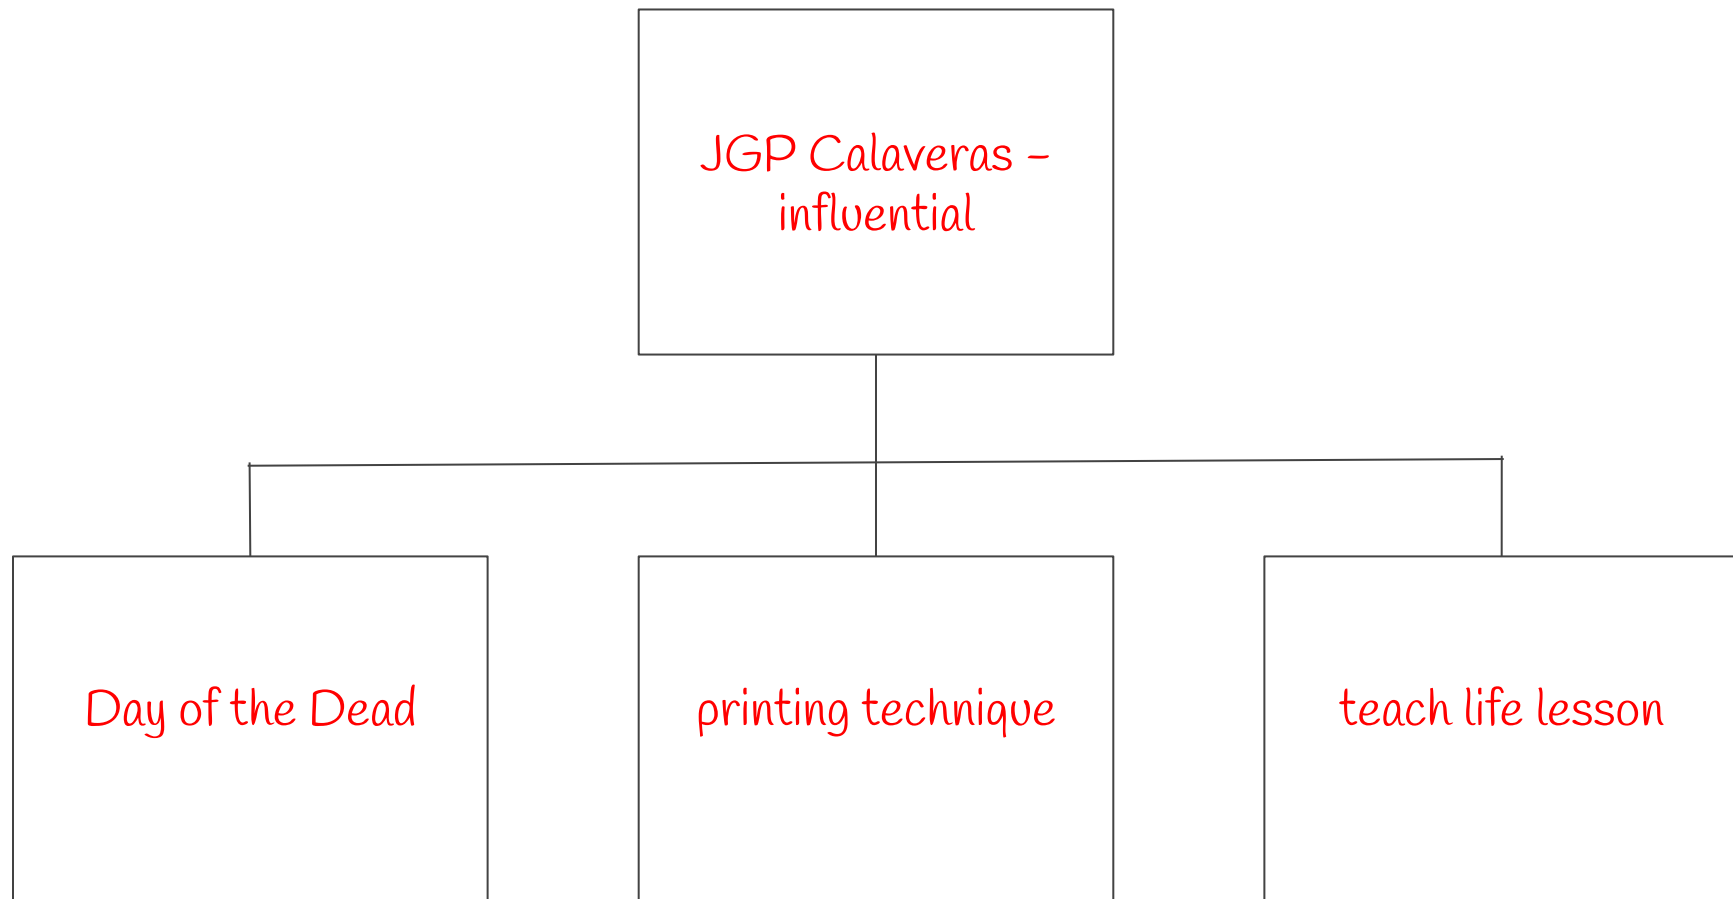 JGP Calaveras -
influential
Day of the Dead
printing technique
teach life lesson